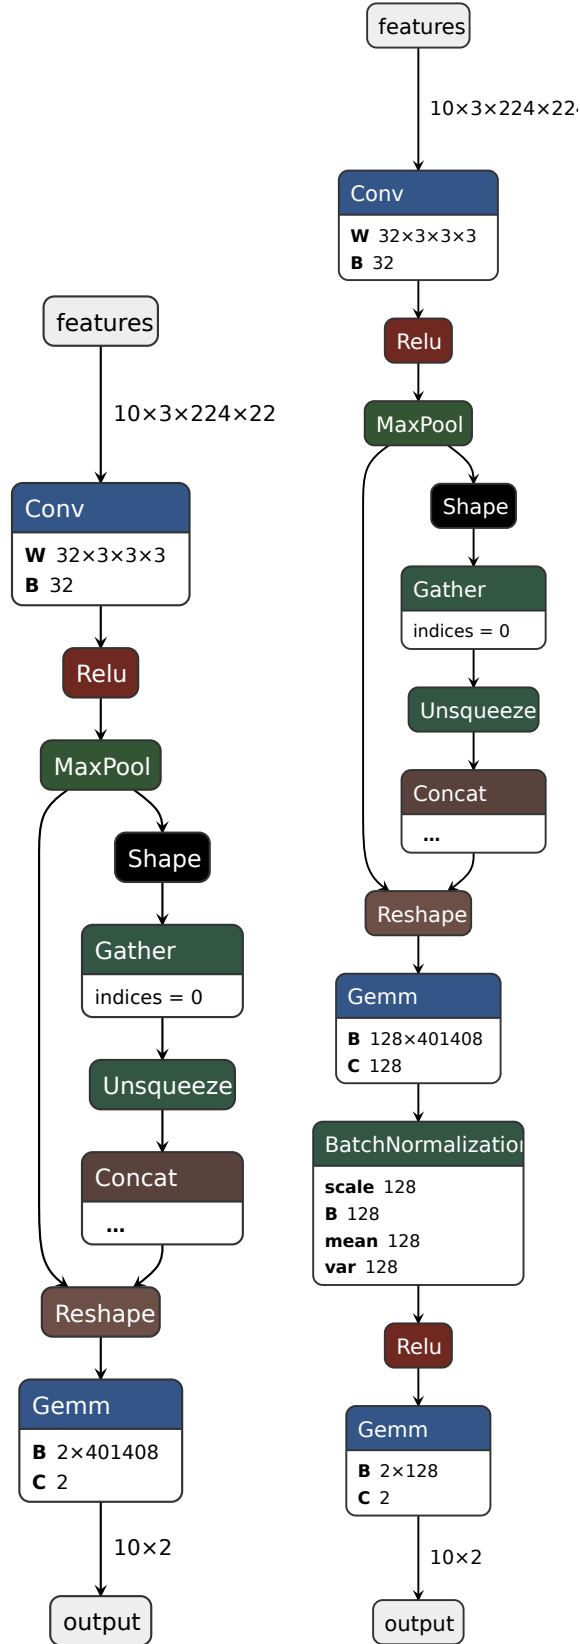 features
10×3×224×22
Conv
W 32×3×3×3
B 32
Relu
MaxPool
Shape
Gather
indices = 0
Unsqueeze
Concat
...
Reshape
Gemm
B 2×401408
C 2
10×2
output
features
10×3×224×224
Conv
W 32×3×3×3
B 32
Relu
MaxPool
Shape
Gather
indices = 0
Unsqueeze
Concat
...
Reshape
Gemm
B 128×401408
C 128
BatchNormalization
scale 128
B 128
mean 128
var 128
Relu
Gemm
B 2×128
C 2
10×2
output